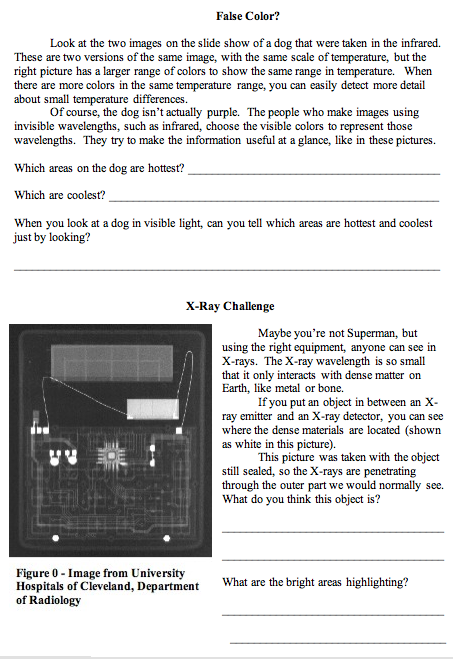 False Color?
Look at the two images on the slide show of a dog that were taken in the infrared.
These are two versions of the same image, with the same scale of temperature, but the
right picture has a larger range of colors to show the same range in temperature. When
there are more colors in the same temperature range, you can easily detect more detail
about small temperature differences.
Of course, the dog isn't actually purple. The people who make images using
invisible wavelengths, such as infrared, choose the visible colors to represent those
wavelengths. They try to make the information useful at a glance, like in these pictures.
Which areas on the dog are hottest?
Which are coolest?
When you look at a dog in visible light, can you tell which areas are hottest and coolest
just by looking?
X-Ray Challenge
Maybe you're not Superman, but
using the right equipment, anyone can see in
X-rays. The X-ray wavelength is so small
that it only interacts with dense matter on
Earth, like metal or bone.
If you put an object in between an X-
ray emitter and an X-ray detector, you can see
where the dense materials are located (shown
as white in this picture).
This picture was taken with the object
still sealed, so the X-rays are penetrating
through the outer part we would normally see.
What do you think this object is?
What are the bright areas highlighting?
Figure 0 - Image from University
Hospitals of Cleveland, Department
of Radiology